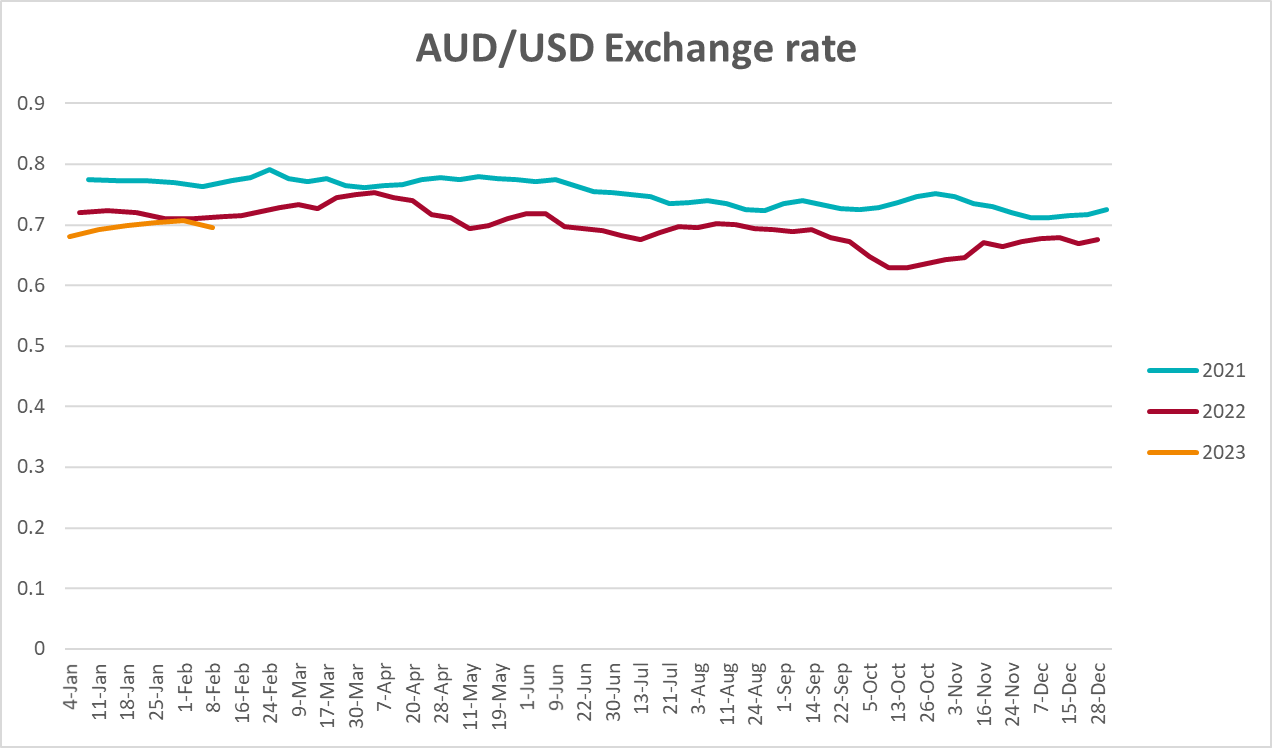 AUD/USD Exchange rate
0.9
0.8
0.7
0.6
0.5
0.4
0.3
0.2
0.1
0
4-Jan
11-Jan
18-Jan
25-Jan
1-Feb
8-Feb
16-Feb
24-Feb
9-Mar
17-Mar
30-Mar
7-Apr
20-Apr
28-Apr
11-May
19-May
1-Jun
9-Jun
22-Jun
30-Jun
13-Jul
21-Jul
3-Aug
11-Aug
24-Aug
1-Sep
14-Sep
22-Sep
5-Oct
13-Oct
26-Oct
3-Nov
16-Nov
24-Nov
7-Dec
15-Dec
28-Dec
2021
2022
2023